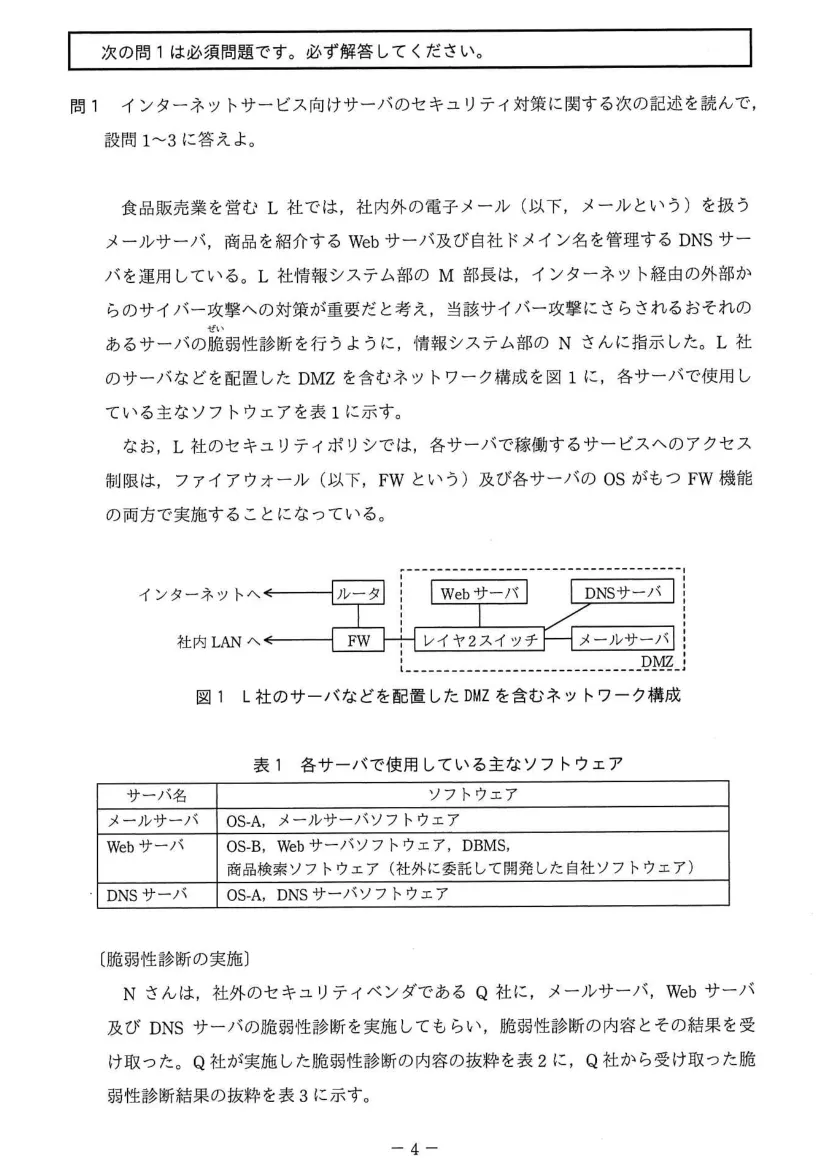 次の問1は必須問題です。必ず解答してください。
問1 インターネットサービス向けサーバのセキュリティ対策に関する次の記述を読んで，
設問1～3に答えよ。
食品販売業を営む L 社では，社内外の電子メール（以下，メールという）を扱う
メールサーバ，商品を紹介する Web サーバ及び自社ドメイン名を管理する DNS サー
バを運用している。L 社情報システム部の M 部長は，インターネット経由の外部か
らのサイバー攻撃への対策が重要だと考え，当該サイバー攻撃にさらされるおそれの
ぜい
あるサーバの脆弱性診断を行うように，情報システム部の N さんに指示した。L 社
のサーバなどを配置した DMZ を含むネットワーク構成を図 1 に，各サーバで使用し
ている主なソフトウェアを表 1 に示す。
なお，L 社のセキュリティポリシでは，各サーバで稼働するサービスへのアクセス
制限は，ファイアウォール（以下，FW という）及び各サーバの OS がもつ FW 機能
の両方で実施することになっている。
インターネットへ ルータ Web サーバ DNSサーバ
社内 LAN へ FW レイヤ2スイッチ メールサーバ
DMZ
図1 L社のサーバなどを配置した DMZ を含むネットワーク構成
表1 各サーバで使用している主なソフトウェア
サーバ名 ソフトウェア
メールサーバ OS-A，メールサーバソフトウェア
Web サーバ OS-B，Web サーバソフトウェア，DBMS，
商品検索ソフトウェア（社外に委託して開発した自社ソフトウェア）
DNS サーバ OS-A，DNS サーバソフトウェア
〔脆弱性診断の実施〕
N さんは，社外のセキュリティベンダである Q 社に，メールサーバ，Web サーバ
及び DNS サーバの脆弱性診断を実施してもらい，脆弱性診断の内容とその結果を受
け取った。Q 社が実施した脆弱性診断の内容の抜粋を表 2 に，Q 社から受け取った脆
弱性診断結果の抜粋を表 3 に示す。
－ 4 －